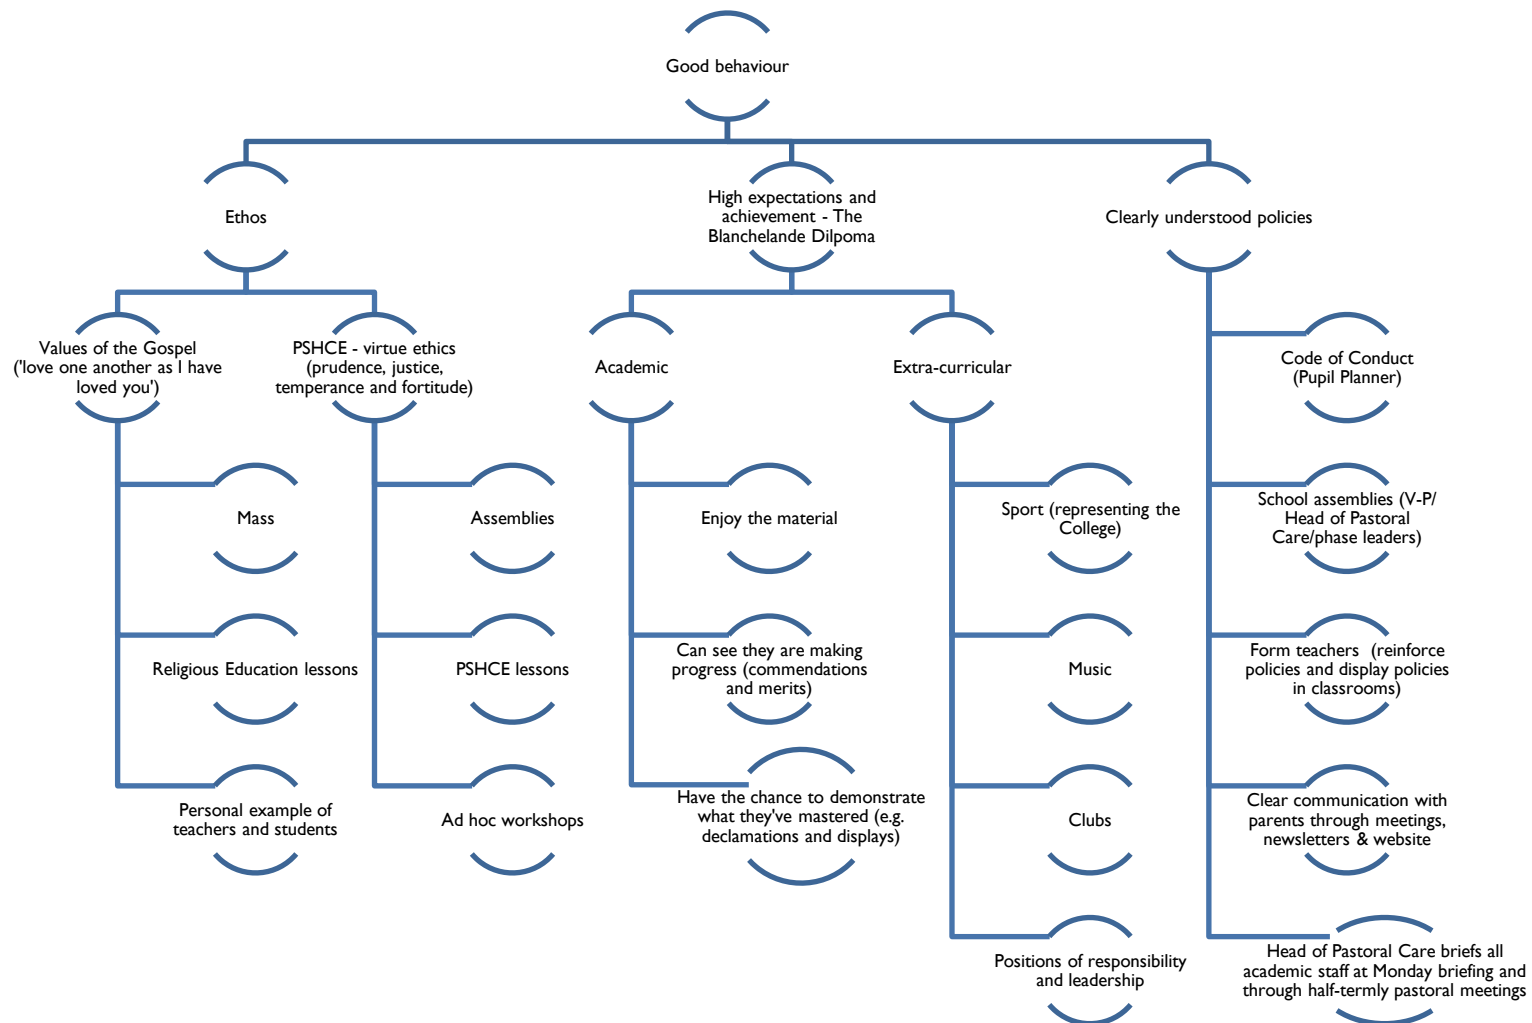 Good behaviour
Ethos
High expectations and
achievement - The
Blanchelande Dilpoma
Clearly understood policies
Values of the Gospel
('love one another as I have
loved you')
PSHCE - virtue ethics
(prudence, justice,
temperance and fortitude)
Academic
Extra-curricular
Code of Conduct
(Pupil Planner)
Mass
Assemblies
Enjoy the material
Sport (representing the
College)
School assemblies (V-P/
Head of Pastoral
Care/phase leaders)
Religious Education lessons
PSHCE lessons
Can see they are making
progress (commendations
and merits)
Music
Form teachers  (reinforce
policies and display policies
in classrooms)
Personal example of
teachers and students
Ad hoc workshops
Have the chance to demonstrate
what they've mastered (e.g.
declamations and displays)
Clubs
Clear communication with
parents through meetings,
newsletters & website
Positions of responsibility
and leadership
Head of Pastoral Care briefs all
academic staff at Monday briefing and
through half-termly pastoral meetings